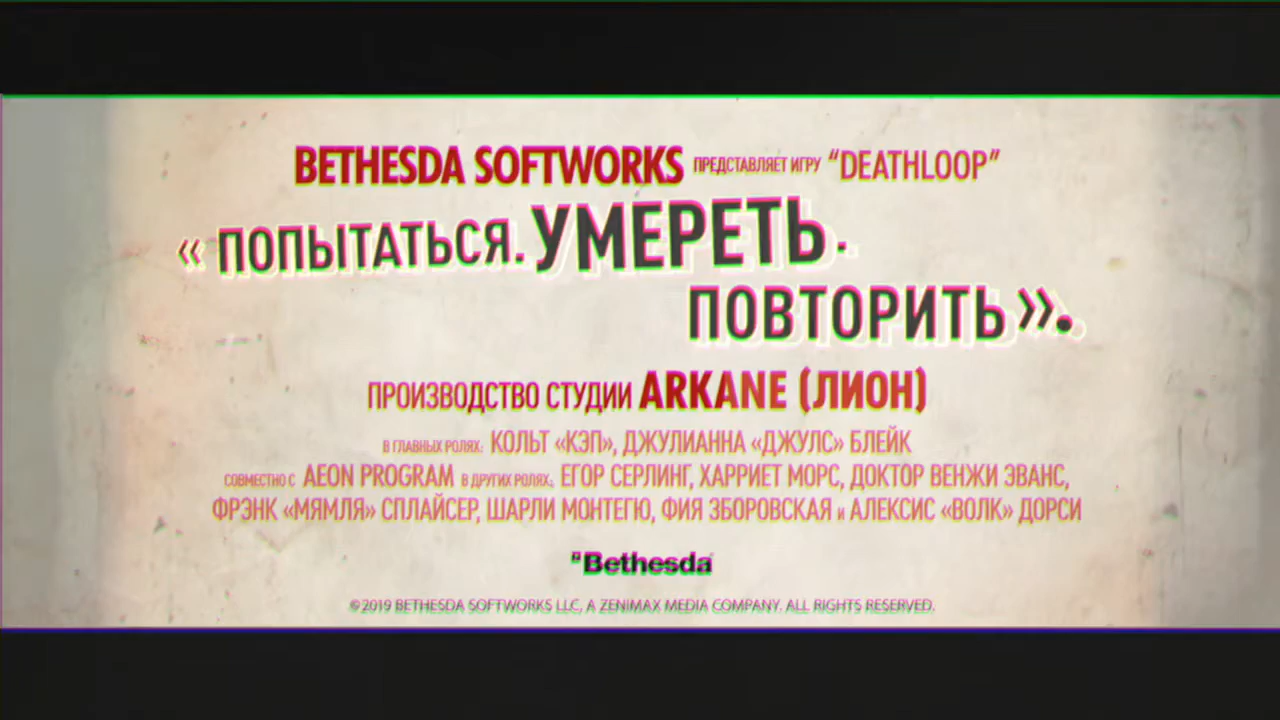 BETHESDA SOFTWORKS ПРЕДСТАВЛЯЕТ ИГРУ “DEATHLOOP”
« ПОПЫТАТЬСЯ. УМЕРЕТЬ.
ПОВТОРИТЬ ».
ПРОИЗВОДСТВО СТУДИИ ARKANE (ЛИОН)
В ГЛАВНЫХ РОЛЯХ: КОЛЬТ «КЭП», ДЖУЛИАННА «ДЖУЛС» БЛЕЙК
СОВМЕСТНО С AEON PROGRAM В ДРУГИХ РОЛЯХ: ЕГОР СЕРЛИНГ, ХАРРИЕТ МОРС, ДОКТОР ВЕНЖИ ЭВАНС,
ФРЭНК «МЯМЛЯ» СПЛАЙСЕР, ШАРЛИ МОНТЕГЮ, ФИЯ ЗБОРОВСКАЯ и АЛЕКСИС «ВОЛК» ДОРСИ
Bethesda
©2019 BETHESDA SOFTWORKS LLC, A ZENIMAX MEDIA COMPANY. ALL RIGHTS RESERVED.